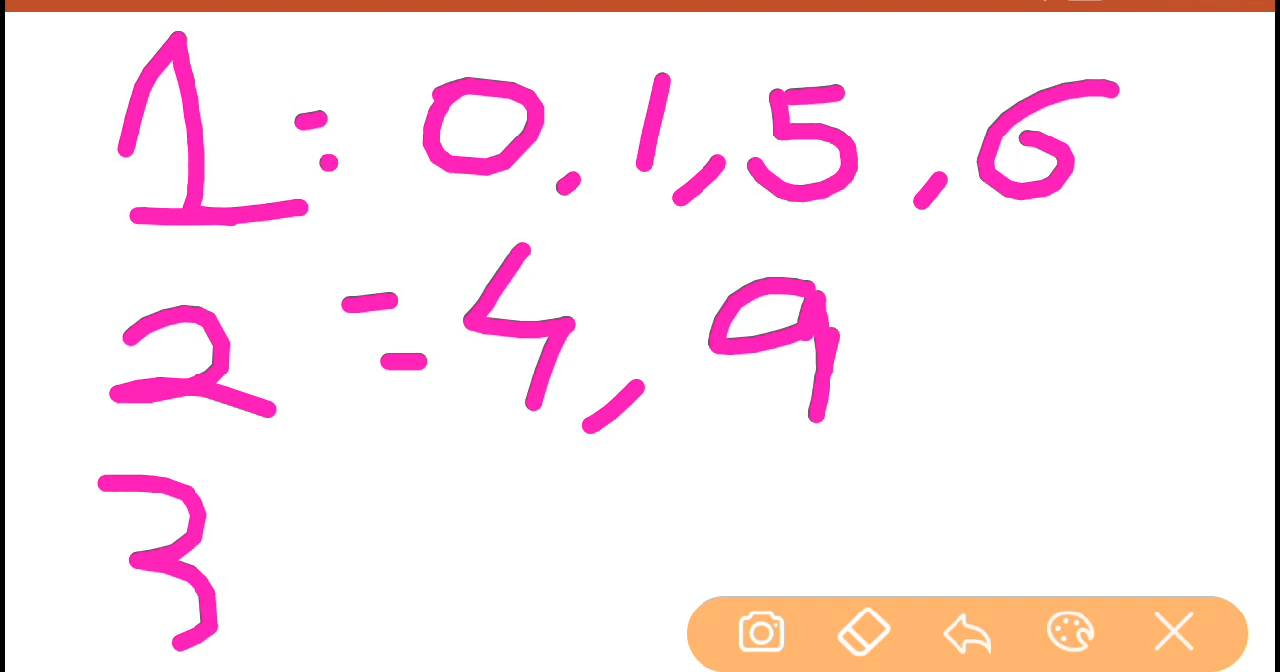 1: 0, 1, 5, 6
2 = 4, 9
3